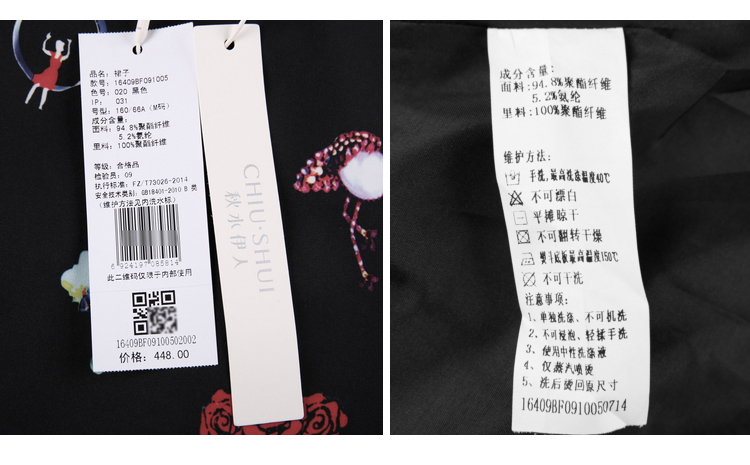 品名: 裙子
款号: 16409BF091005
色号: 020 黑色
IP: 031
号型: 160/66A (M码)
成分含量:
面料: 94.8%聚酯纤维
5.2%氨纶
里料: 100%聚酯纤维
等级: 合格品
检验员: 09
执行标准: FZ/T73026-2014
安全技术类别: GB18401-2010 B 类
(维护方法见内洗水标)
6924197085814
此二维码仅限于内部使用
16409BF09100502002
价格: 448.00
CHIU·SHUI
秋水伊人
成分含量:
面料:94.8%聚酯纤维
5.2%氨纶
里料:100%聚酯纤维
维护方法:
手洗,最高洗涤温度40℃
不可漂白
平摊晾干
不可翻转干燥
熨斗底板最高温度150℃
不可干洗
注意事项:
1、单独洗涤、不可机洗
2、不可浸泡、轻揉手洗
3、使用中性洗涤液
4、仅蒸汽喷烫
5、洗后烫回原尺寸
16409BF0910050714